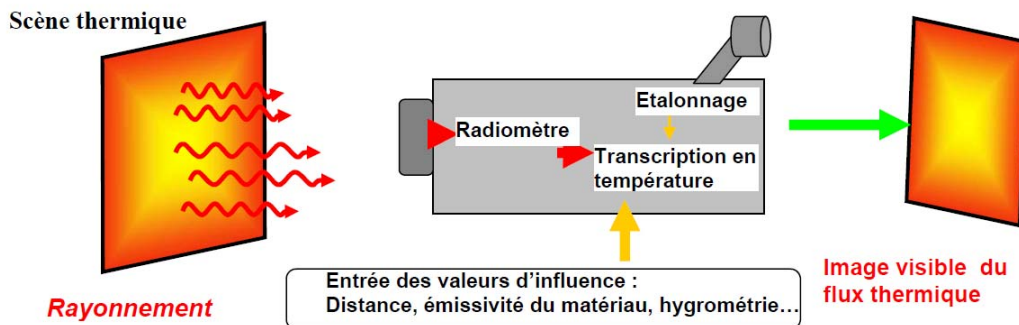 Scène thermique
Etalonnage
Radiomètre
Transcription en
température
Entrée des valeurs d'influence :
Distance, émissivité du matériau, hygrométrie...
Rayonnement
Image visible du
flux thermique